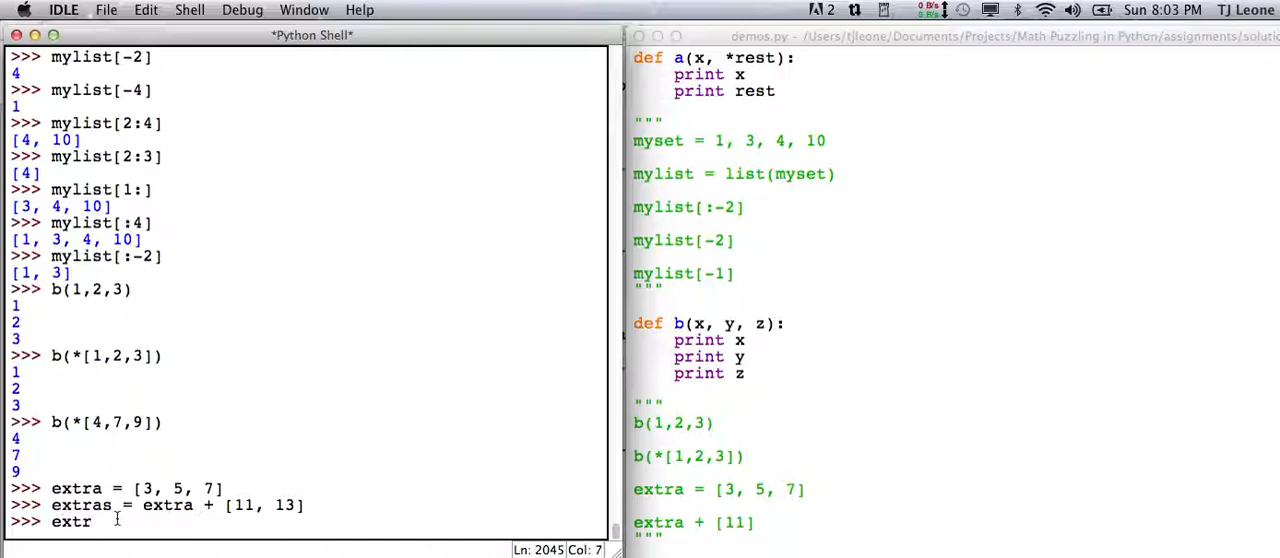 IDLE File Edit Shell Debug Window Help 2 0 B/s 0 B/s Sun 8:03 PM TJ Leone
*Python Shell*
>>> mylist[-2]
4
>>> mylist[-4]
1
>>> mylist[2:4]
[4, 10]
>>> mylist[2:3]
[4]
>>> mylist[1:]
[3, 4, 10]
>>> mylist[:4]
[1, 3, 4, 10]
>>> mylist[:-2]
[1, 3]
>>> b(1,2,3)
1
2
3
>>> b(*[1,2,3])
1
2
3
>>> b(*[4,7,9])
4
7
9
>>> extra = [3, 5, 7]
>>> extras = extra + [11, 13]
>>> extr
Ln: 2045 Col: 7
demos.py - /Users/tjleone/Documents/Projects/Math Puzzling in Python/assignments/soluti
def a(x, *rest):
    print x
    print rest
"""
myset = 1, 3, 4, 10
mylist = list(myset)
mylist[:-2]
mylist[-2]
mylist[-1]
"""
def b(x, y, z):
    print x
    print y
    print z
"""
b(1,2,3)
b(*[1,2,3])
extra = [3, 5, 7]
extra + [11]
"""